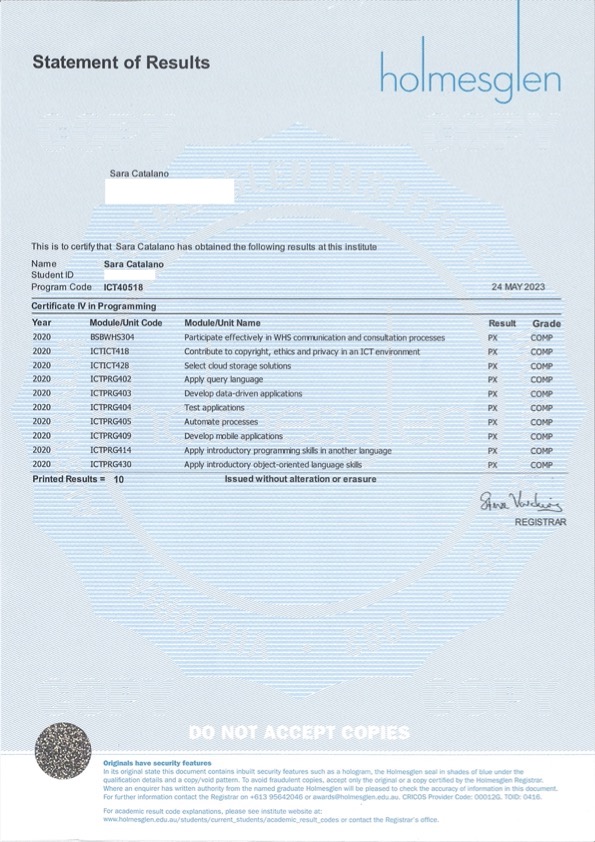 Statement of Results
holmesglen
Sara Catalano
This is to certify that Sara Catalano has obtained the following results at this institute
Name Sara Catalano
Student ID
Program Code ICT40518 24 MAY 2023
Certificate IV in Programming
Year Module/Unit Code Module/Unit Name Result Grade
2020 BSBWHS304 Participate effectively in WHS communication and consultation processes PX COMP
2020 ICTICT418 Contribute to copyright, ethics and privacy in an ICT environment PX COMP
2020 ICTICT428 Select cloud storage solutions PX COMP
2020 ICTPRG402 Apply query language PX COMP
2020 ICTPRG403 Develop data-driven applications PX COMP
2020 ICTPRG404 Test applications PX COMP
2020 ICTPRG405 Automate processes PX COMP
2020 ICTPRG409 Develop mobile applications PX COMP
2020 ICTPRG414 Apply introductory programming skills in another language PX COMP
2020 ICTPRG430 Apply introductory object-oriented language skills PX COMP
Printed Results = 10 Issued without alteration or erasure
REGISTRAR
DO NOT ACCEPT COPIES
Originals have security features
In its original state this document contains inbuilt security features such as a hologram, the Holmesglen seal in shades of blue under the
qualification details and a copy/void pattern. To avoid fraudulent copies, accept only the original or a copy certified by the Holmesglen Registrar.
Where an enquirer has written authority from the named graduate Holmesglen will be pleased to check the accuracy of information in this document.
For further information contact the Registrar on +613 95642046 or awards@holmesglen.edu.au. CRICOS Provider Code: 00012G. TOID: 0416.
For academic result code explanations, please see institute website at:
www.holmesglen.edu.au/students/current_students/academic_result_codes or contact the Registrar's office.